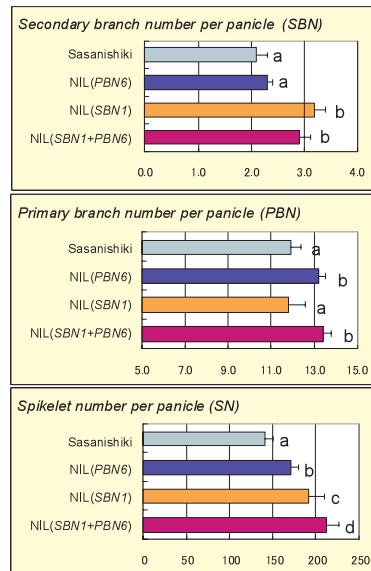 Secondary branch number per panicle (SBN)
Sasanishiki a
NIL(PBN6) a
NIL(SBN1) b
NIL(SBN1+PBN6) b
0.0 1.0 2.0 3.0 4.0
Primary branch number per panicle (PBN)
Sasanishiki a
NIL(PBN6) b
NIL(SBN1) a
NIL(SBN1+PBN6) b
5.0 7.0 9.0 11.0 13.0 15.0
Spikelet number per panicle (SN)
Sasanishiki a
NIL(PBN6) b
NIL(SBN1) c
NIL(SBN1+PBN6) d
0 50 100 150 200 250